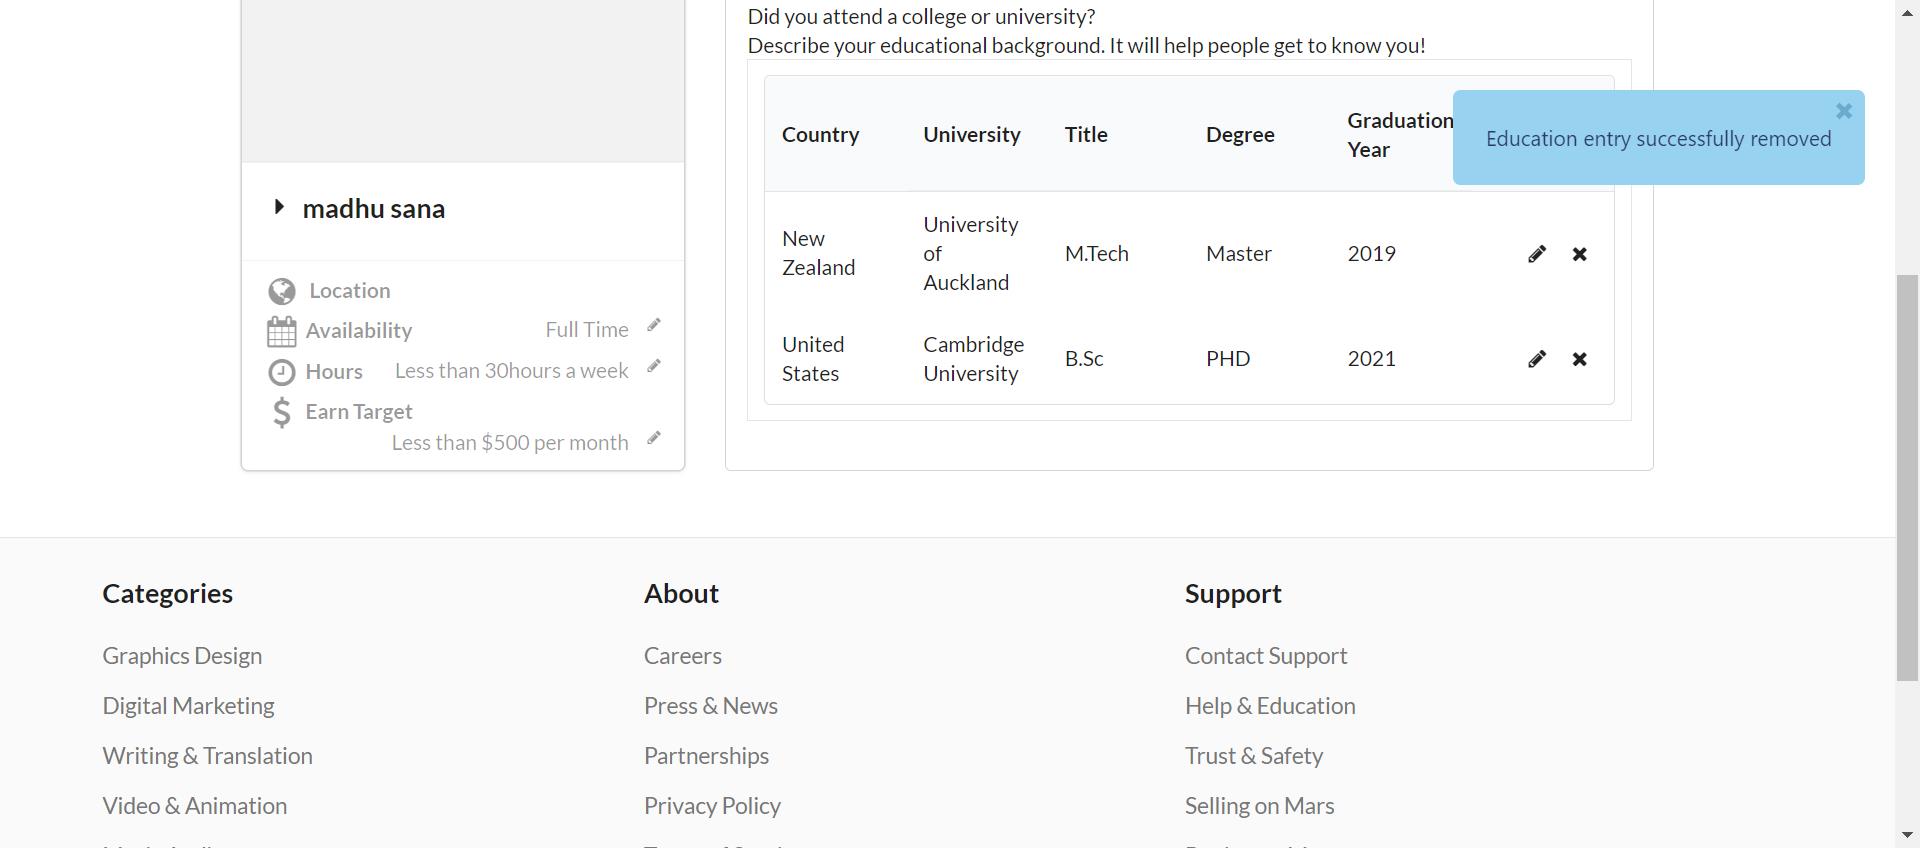 Did you attend a college or university?
Describe your educational background. It will help people get to know you!
Country University Title Degree Graduation Year
Education entry successfully removed
New Zealand University of Auckland M.Tech Master 2019
United States Cambridge University B.Sc PHD 2021
madhu sana
Location
Availability Full Time
Hours Less than 30hours a week
Earn Target
Less than $500 per month
Categories
Graphics Design
Digital Marketing
Writing & Translation
Video & Animation
About
Careers
Press & News
Partnerships
Privacy Policy
Support
Contact Support
Help & Education
Trust & Safety
Selling on Mars